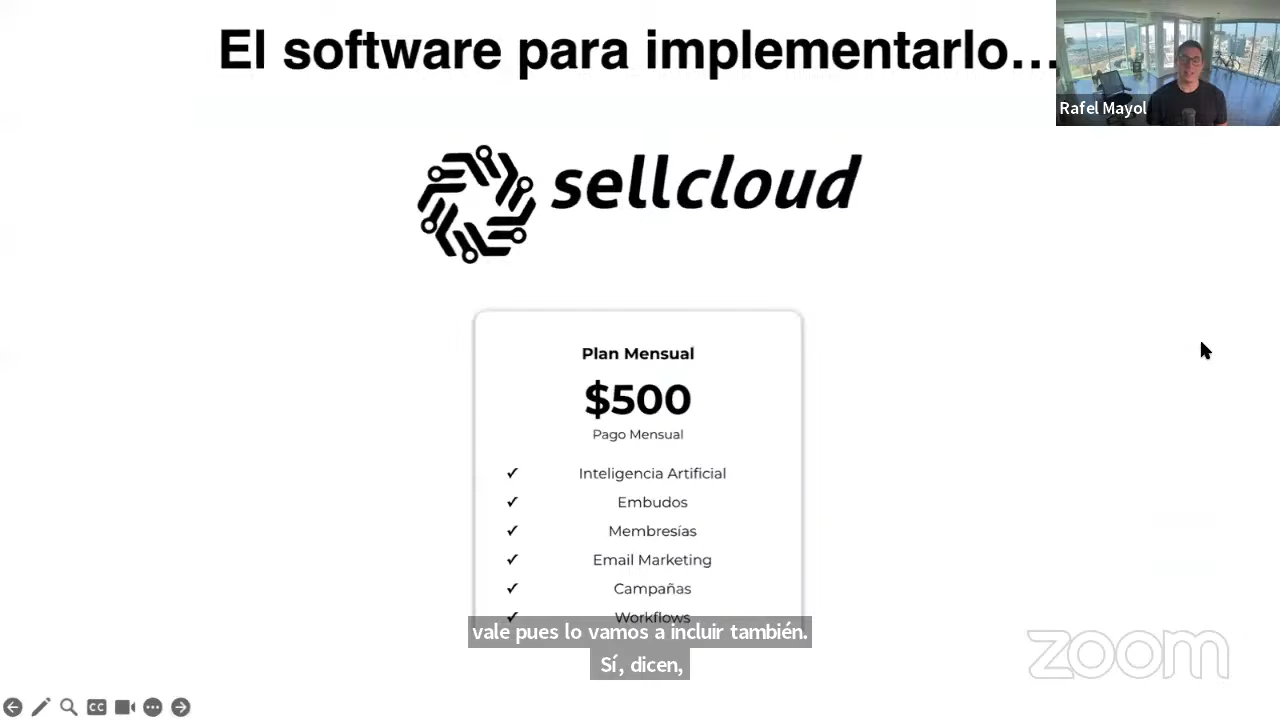 El software para implementarlo...
Rafel Mayol
sellcloud
Plan Mensual
$500
Pago Mensual
✓ Inteligencia Artificial
✓ Embudos
✓ Membresías
✓ Email Marketing
✓ Campañas
✓ Workflows
vale pues lo vamos a incluir también.
Sí, dicen,
zoom
CC